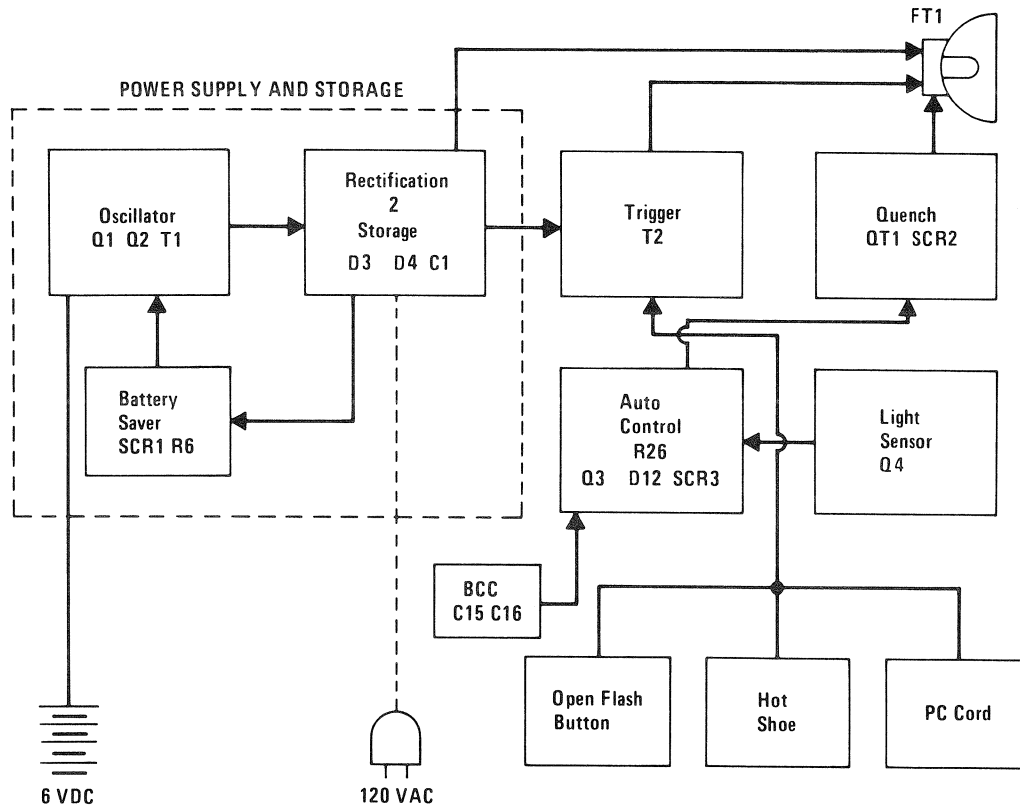 FT1
POWER SUPPLY AND STORAGE
Oscillator
Q1 Q2 T1
Rectification
2
Storage
D3 D4 C1
Trigger
T2
Quench
QT1 SCR2
Battery
Saver
SCR1 R6
Auto
Control
R26
Q3 D12 SCR3
Light
Sensor
Q4
BCC
C15 C16
Open Flash
Button
Hot
Shoe
PC Cord
6 VDC
120 VAC